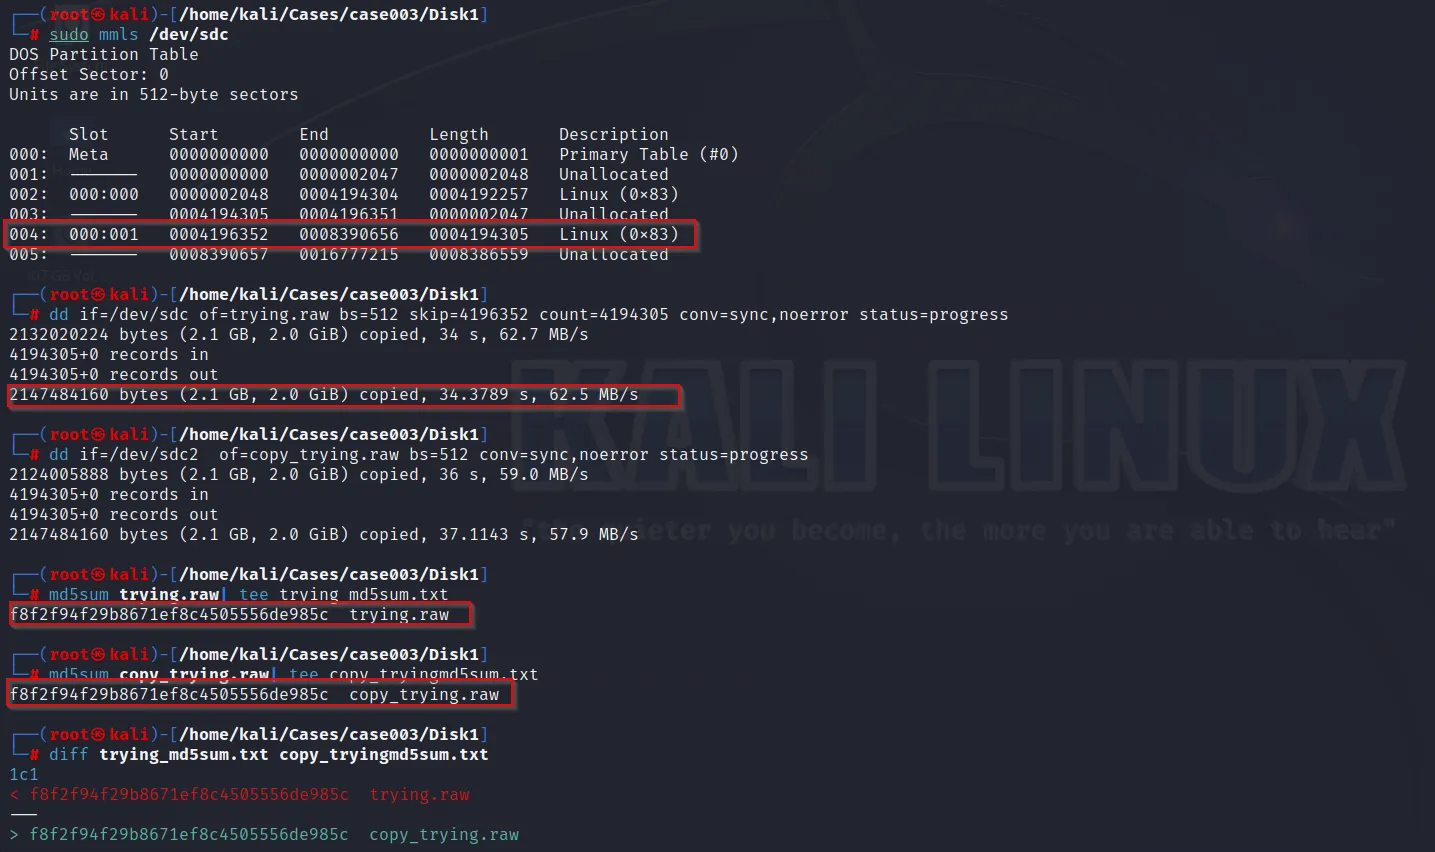 ┌──(root㉿kali)-[/home/kali/Cases/case003/Disk1]
└─# sudo mmls /dev/sdc
DOS Partition Table
Offset Sector: 0
Units are in 512-byte sectors
Slot Start End Length Description
000: Meta 0000000000 0000000000 0000000001 Primary Table (#0)
001: ------- 0000000000 0000002047 0000002048 Unallocated
002: 000:000 0000002048 0004194304 0004192257 Linux (0×83)
003: ------- 0004194305 0004196351 0000002047 Unallocated
004: 000:001 0004196352 0008390656 0004194305 Linux (0×83)
005: ------- 0008390657 0016777215 0008386559 Unallocated
┌──(root㉿kali)-[/home/kali/Cases/case003/Disk1]
└─# dd if=/dev/sdc of=trying.raw bs=512 skip=4196352 count=4194305 conv=sync,noerror status=progress
2132020224 bytes (2.1 GB, 2.0 GiB) copied, 34 s, 62.7 MB/s
4194305+0 records in
4194305+0 records out
2147484160 bytes (2.1 GB, 2.0 GiB) copied, 34.3789 s, 62.5 MB/s
┌──(root㉿kali)-[/home/kali/Cases/case003/Disk1]
└─# dd if=/dev/sdc2  of=copy_trying.raw bs=512 conv=sync,noerror status=progress
2124005888 bytes (2.1 GB, 2.0 GiB) copied, 36 s, 59.0 MB/s
4194305+0 records in
4194305+0 records out
2147484160 bytes (2.1 GB, 2.0 GiB) copied, 37.1143 s, 57.9 MB/s
KALI LINUX
"the quieter you become, the more you are able to hear"
┌──(root㉿kali)-[/home/kali/Cases/case003/Disk1]
└─# md5sum trying.raw| tee trying_md5sum.txt
f8f2f94f29b8671ef8c4505556de985c  trying.raw
┌──(root㉿kali)-[/home/kali/Cases/case003/Disk1]
└─# md5sum copy_trying.raw| tee copy_tryingmd5sum.txt
f8f2f94f29b8671ef8c4505556de985c  copy_trying.raw
┌──(root㉿kali)-[/home/kali/Cases/case003/Disk1]
└─# diff trying_md5sum.txt copy_tryingmd5sum.txt
1c1
< f8f2f94f29b8671ef8c4505556de985c  trying.raw
---
> f8f2f94f29b8671ef8c4505556de985c  copy_trying.raw